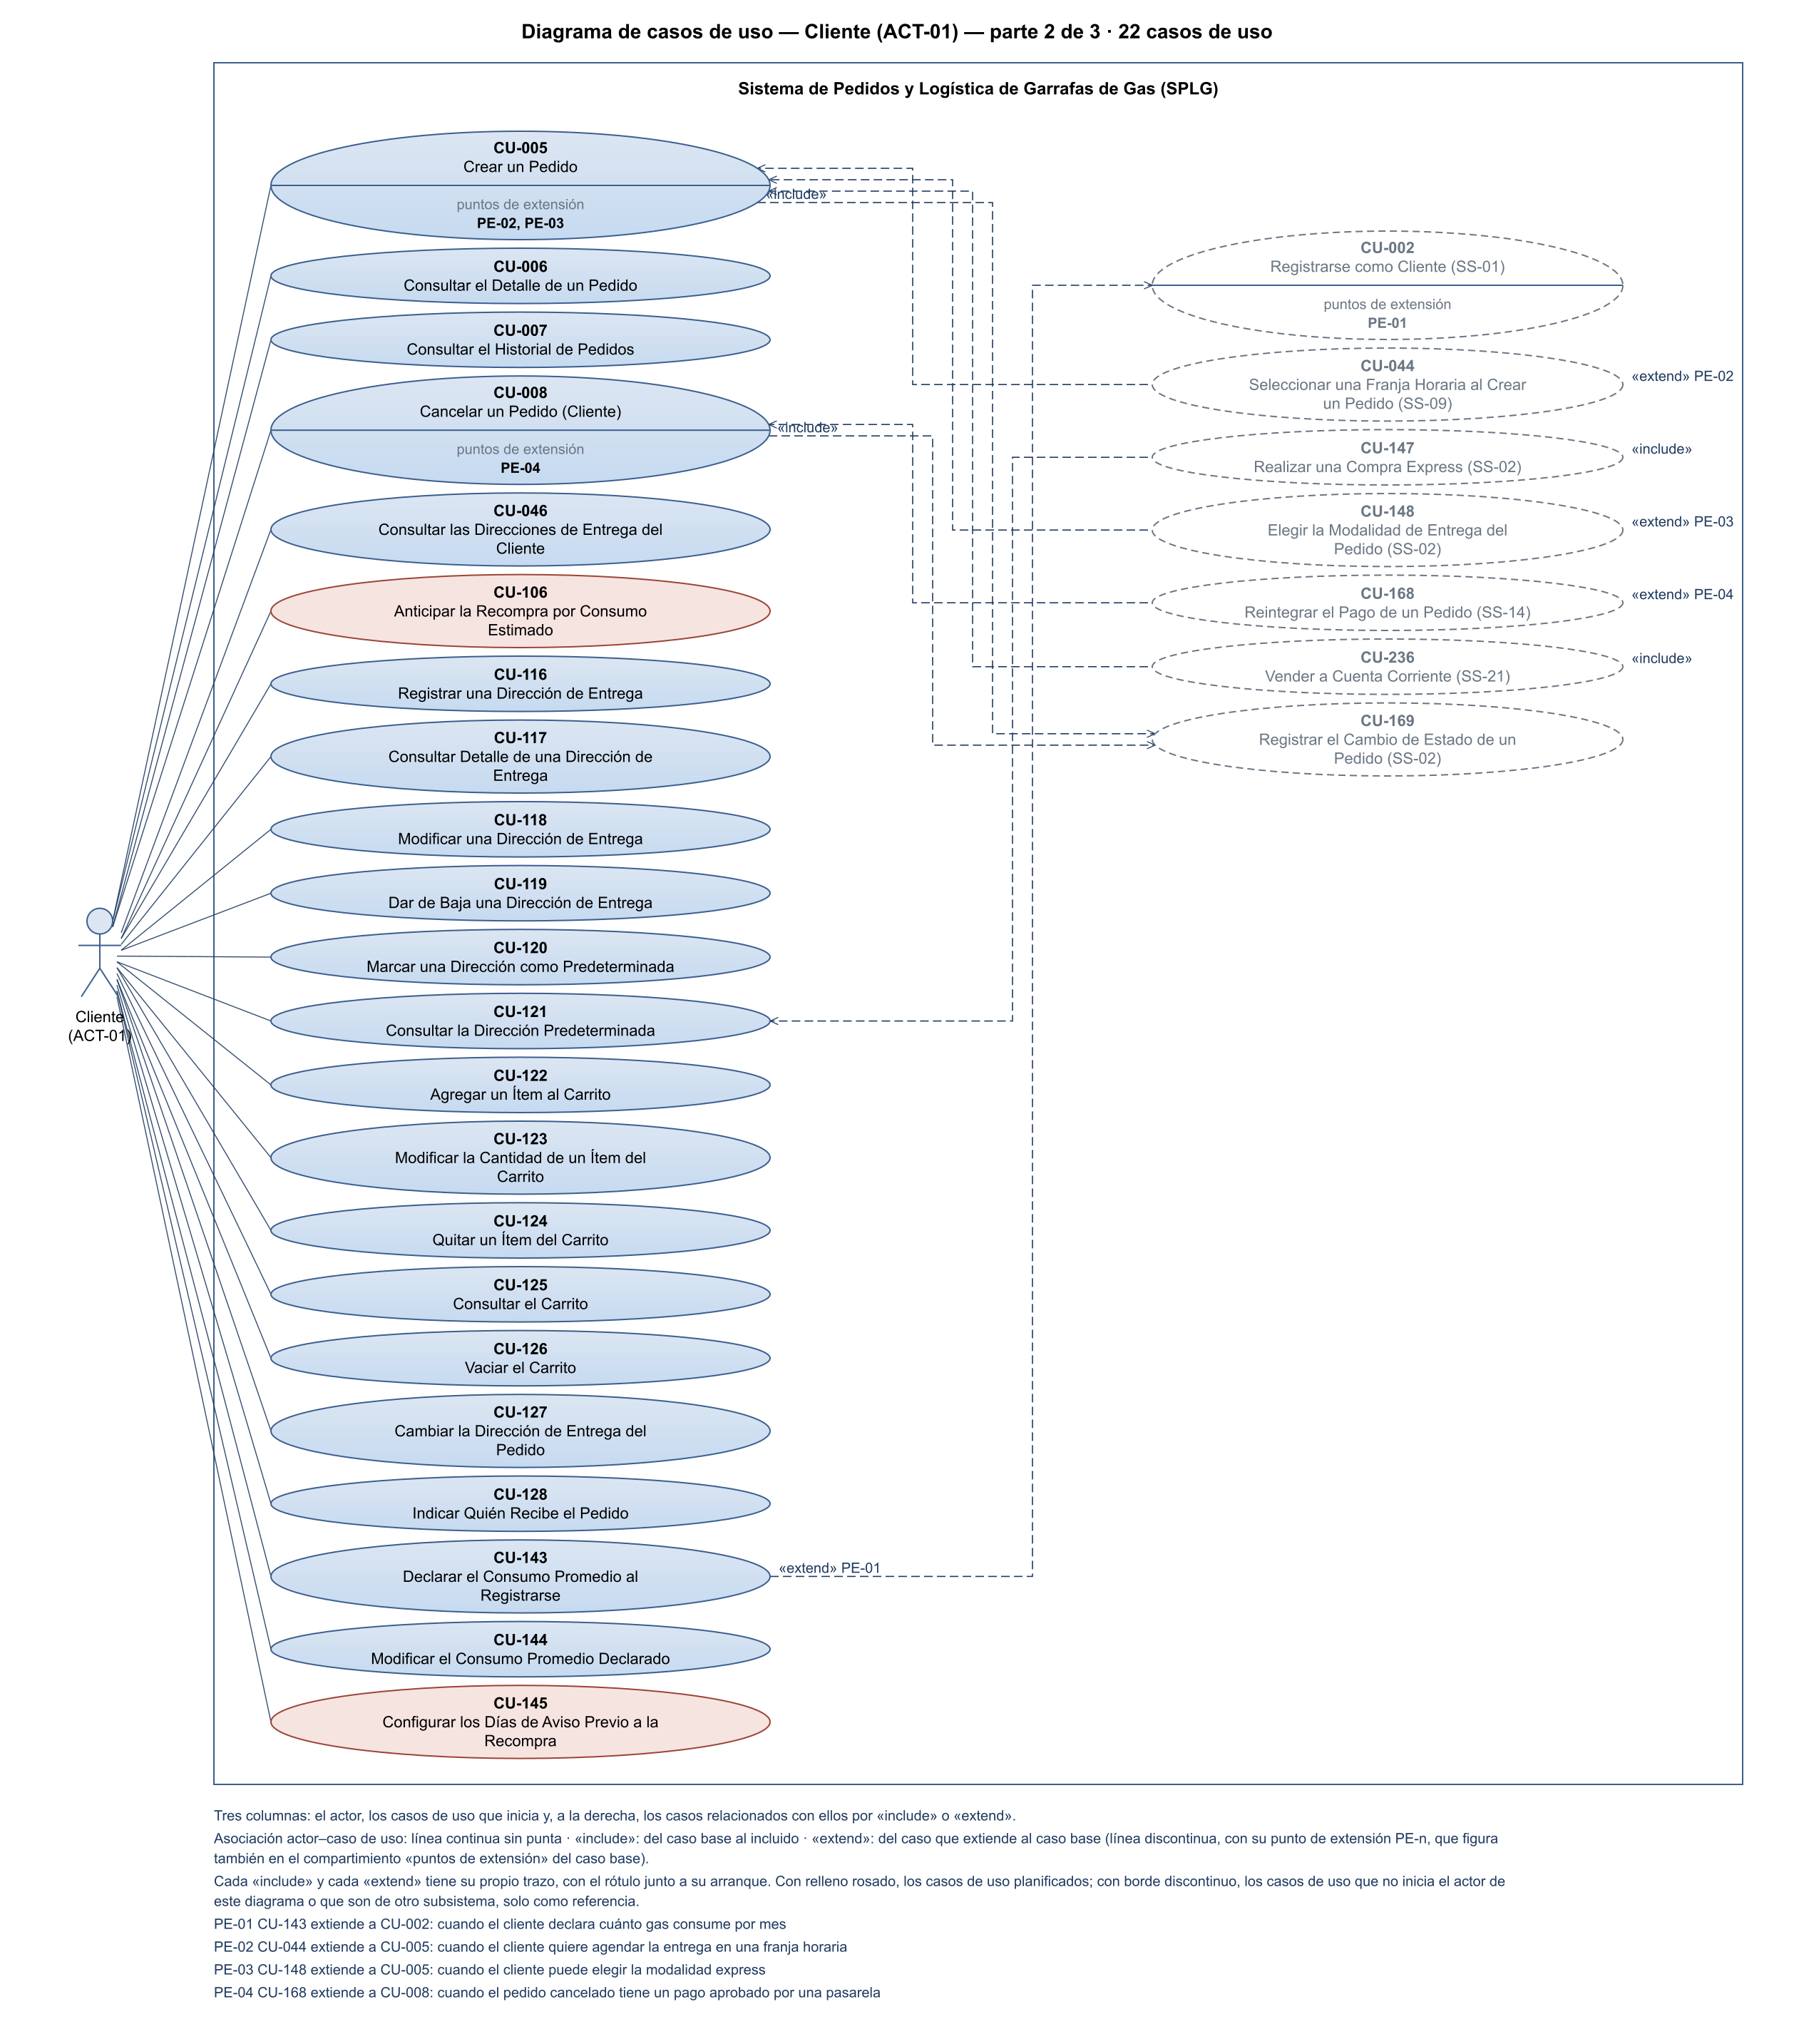 Diagrama de casos de uso — Cliente (ACT-01) — parte 2 de 3 · 22 casos de uso
Sistema de Pedidos y Logística de Garrafas de Gas (SPLG)
Cliente
(ACT-01)
CU-005
Crear un Pedido
puntos de extensión
PE-02, PE-03
«include»
CU-006
Consultar el Detalle de un Pedido
CU-007
Consultar el Historial de Pedidos
CU-008
Cancelar un Pedido (Cliente)
puntos de extensión
PE-04
«include»
CU-046
Consultar las Direcciones de Entrega del
Cliente
CU-106
Anticipar la Recompra por Consumo
Estimado
CU-116
Registrar una Dirección de Entrega
CU-117
Consultar Detalle de una Dirección de
Entrega
CU-118
Modificar una Dirección de Entrega
CU-119
Dar de Baja una Dirección de Entrega
CU-120
Marcar una Dirección como Predeterminada
CU-121
Consultar la Dirección Predeterminada
CU-122
Agregar un Ítem al Carrito
CU-123
Modificar la Cantidad de un Ítem del
Carrito
CU-124
Quitar un Ítem del Carrito
CU-125
Consultar el Carrito
CU-126
Vaciar el Carrito
CU-127
Cambiar la Dirección de Entrega del
Pedido
CU-128
Indicar Quién Recibe el Pedido
CU-143
Declarar el Consumo Promedio al
Registrarse
«extend» PE-01
CU-144
Modificar el Consumo Promedio Declarado
CU-145
Configurar los Días de Aviso Previo a la
Recompra
CU-002
Registrarse como Cliente (SS-01)
puntos de extensión
PE-01
CU-044
Seleccionar una Franja Horaria al Crear
un Pedido (SS-09)
«extend» PE-02
CU-147
Realizar una Compra Express (SS-02)
«include»
CU-148
Elegir la Modalidad de Entrega del
Pedido (SS-02)
«extend» PE-03
CU-168
Reintegrar el Pago de un Pedido (SS-14)
«extend» PE-04
CU-236
Vender a Cuenta Corriente (SS-21)
«include»
CU-169
Registrar el Cambio de Estado de un
Pedido (SS-02)
Tres columnas: el actor, los casos de uso que inicia y, a la derecha, los casos relacionados con ellos por «include» o «extend».
Asociación actor–caso de uso: línea continua sin punta · «include»: del caso base al incluido · «extend»: del caso que extiende al caso base (línea discontinua, con su punto de extensión PE-n, que figura
también en el compartimiento «puntos de extensión» del caso base).
Cada «include» y cada «extend» tiene su propio trazo, con el rótulo junto a su arranque. Con relleno rosado, los casos de uso planificados; con borde discontinuo, los casos de uso que no inicia el actor de
este diagrama o que son de otro subsistema, solo como referencia.
PE-01 CU-143 extiende a CU-002: cuando el cliente declara cuánto gas consume por mes
PE-02 CU-044 extiende a CU-005: cuando el cliente quiere agendar la entrega en una franja horaria
PE-03 CU-148 extiende a CU-005: cuando el cliente puede elegir la modalidad express
PE-04 CU-168 extiende a CU-008: cuando el pedido cancelado tiene un pago aprobado por una pasarela